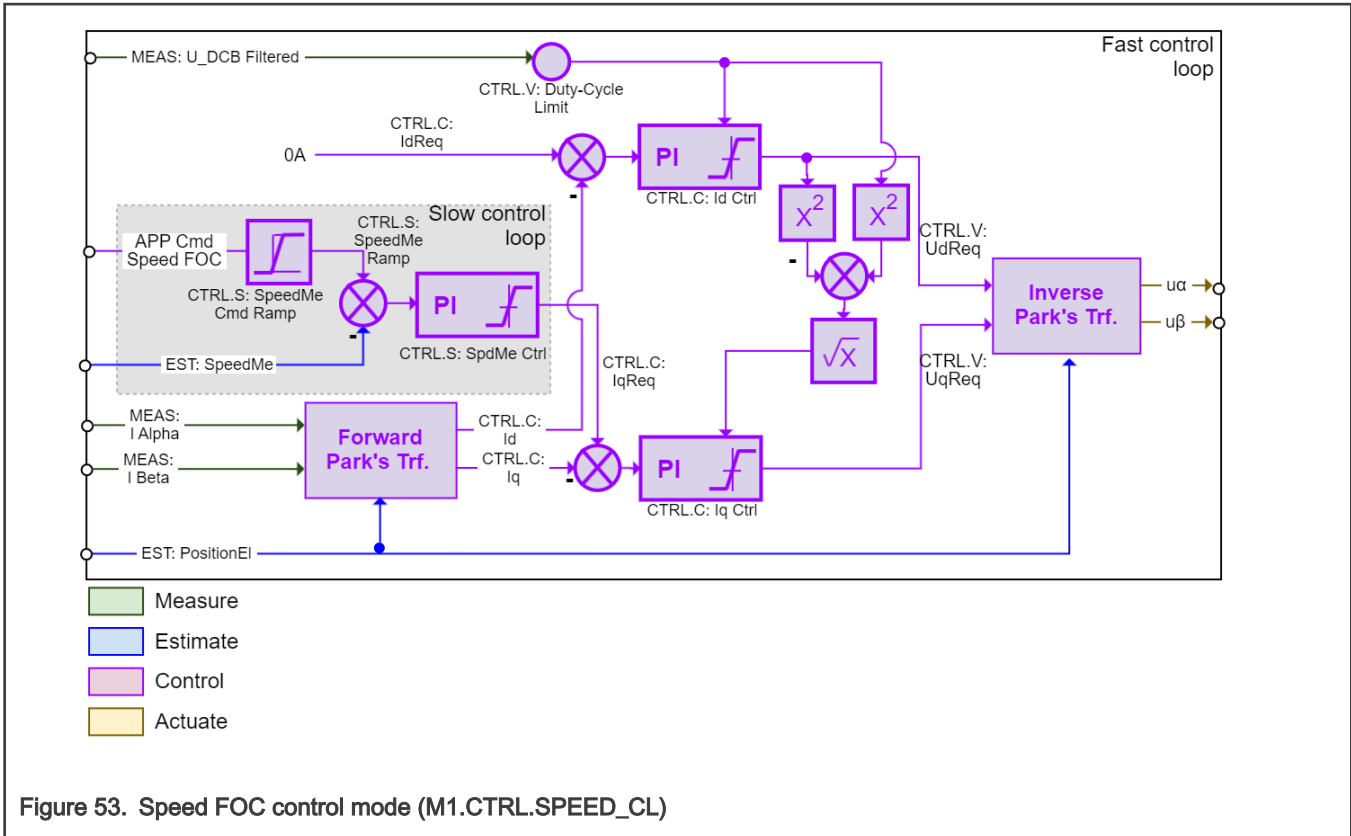 Fast control
loop
MEAS: U_DCB Filtered
CTRL.V: Duty-Cycle
Limit
CTRL.C:
IdReq
0A
PI
-
CTRL.C: Id Ctrl
X²
X²
Slow control
loop
APP Cmd
Speed FOC
CTRL.S:
SpeedMe
Ramp
CTRL.S: SpeedMe
Cmd Ramp
PI
-
CTRL.S: SpdMe Ctrl
EST: SpeedMe
-
CTRL.V:
UdReq
√X
Inverse
Park's Trf.
uα
uβ
CTRL.C:
IqReq
CTRL.V:
UqReq
MEAS:
I Alpha
MEAS:
I Beta
Forward
Park's Trf.
CTRL.C:
Id
CTRL.C:
Iq
-
PI
CTRL.C: Iq Ctrl
EST: PositionEl
Measure
Estimate
Control
Actuate
Figure 53. Speed FOC control mode (M1.CTRL.SPEED_CL)